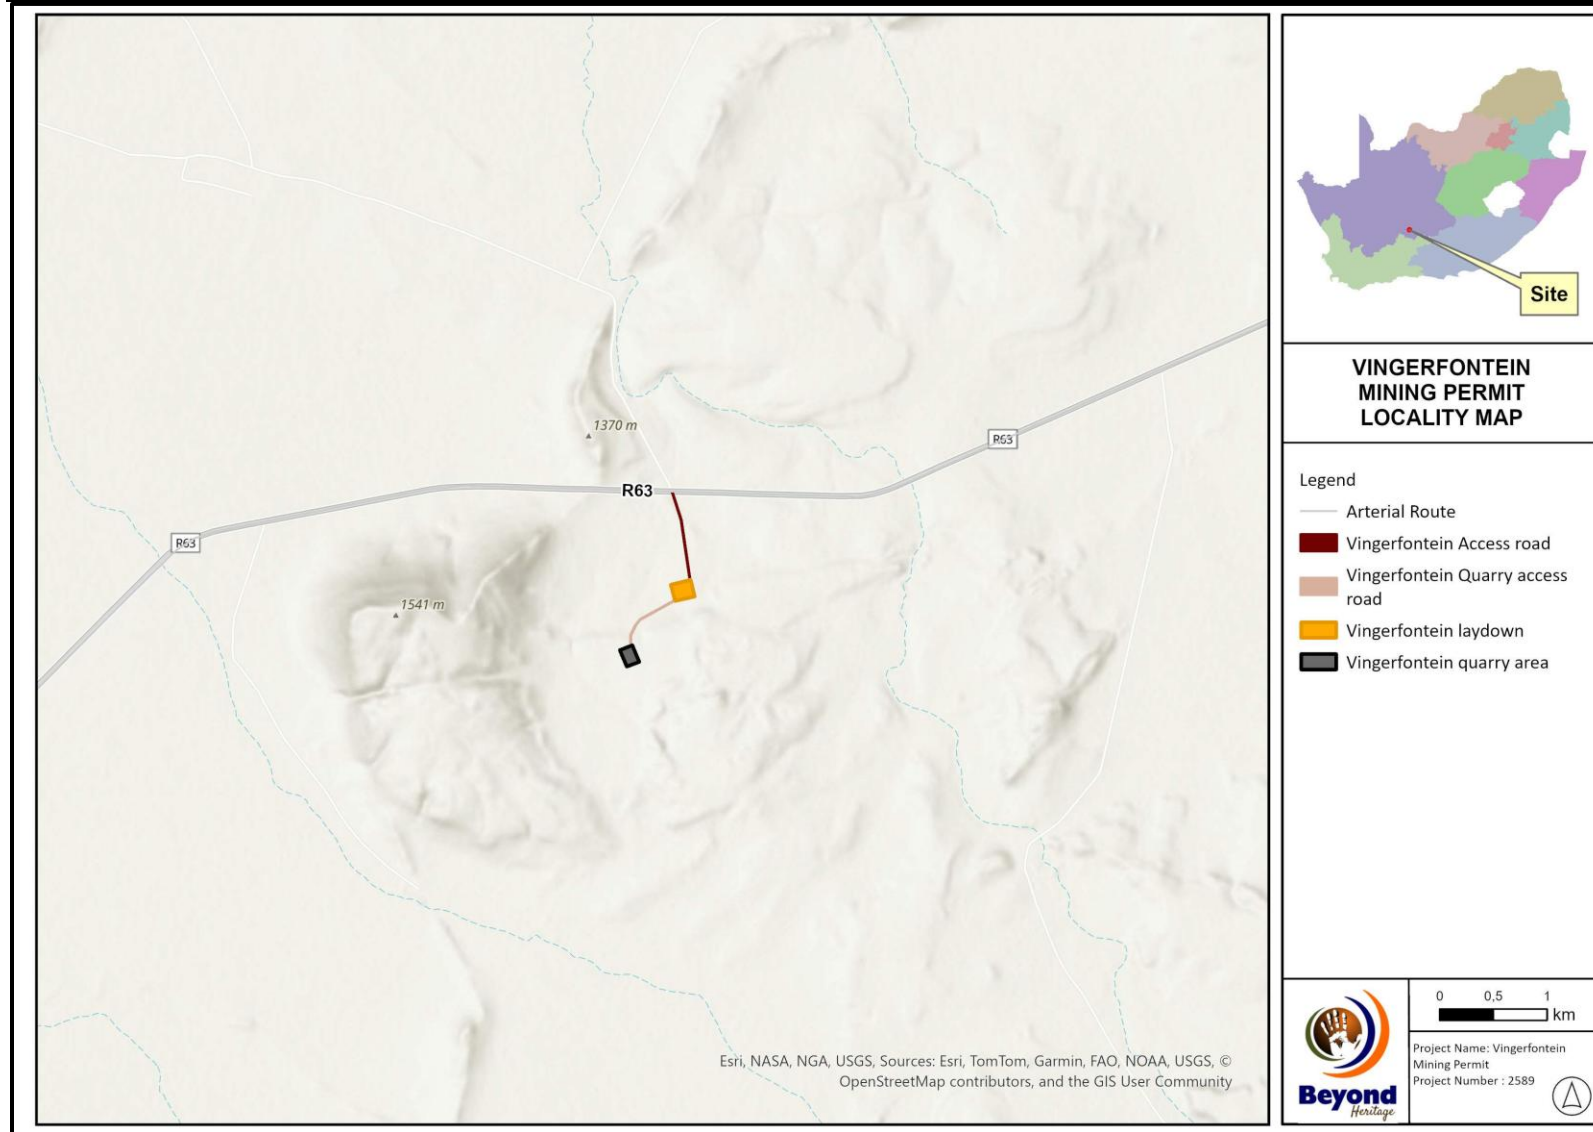 1370 m
R63
R63
R63
1541 m
Esri, NASA, NGA, USGS, Sources: Esri, TomTom, Garmin, FAO, NOAA, USGS, ©
OpenStreetMap contributors, and the GIS User Community
Site
VINGERFONTEIN
MINING PERMIT
LOCALITY MAP
Legend
Arterial Route
Vingerfontein Access road
Vingerfontein Quarry access
road
Vingerfontein laydown
Vingerfontein quarry area
0 0,5 1
km
Beyond
Heritage
Project Name: Vingerfontein
Mining Permit
Project Number : 2589